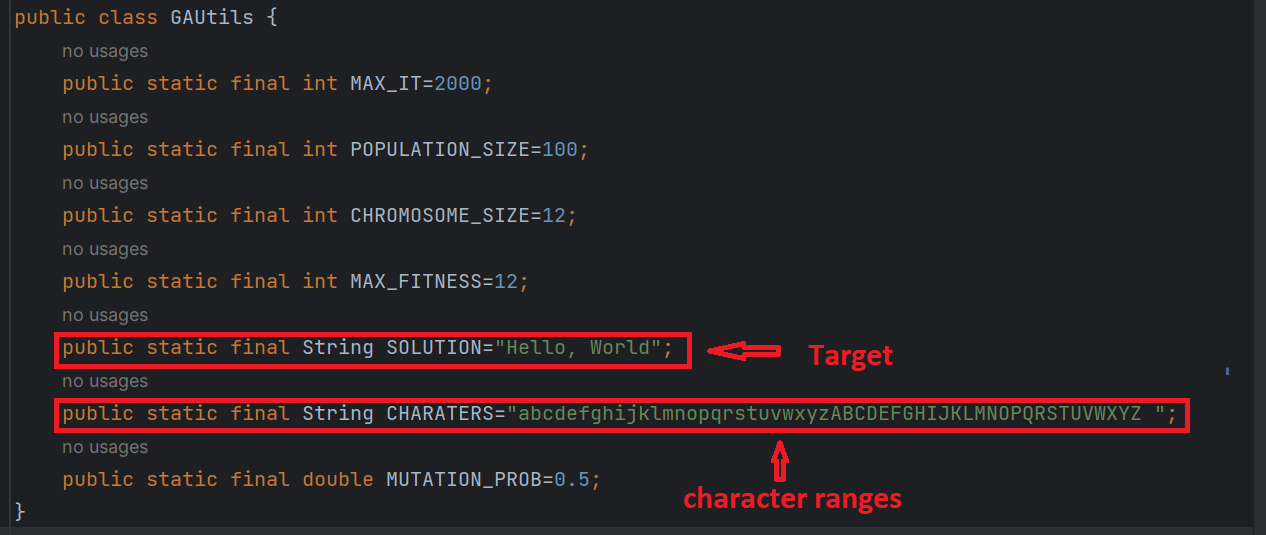 public class GAUtils {
no usages
public static final int MAX_IT=2000;
no usages
public static final int POPULATION_SIZE=100;
no usages
public static final int CHROMOSOME_SIZE=12;
no usages
public static final int MAX_FITNESS=12;
no usages
public static final String SOLUTION="Hello, World";
Target
no usages
public static final String CHARATERS="abcdefghijklmnopqrstuvwxyzABCDEFGHIJKLMNOPQRSTUVWXYZ ";
no usages
public static final double MUTATION_PROB=0.5;
character ranges
}